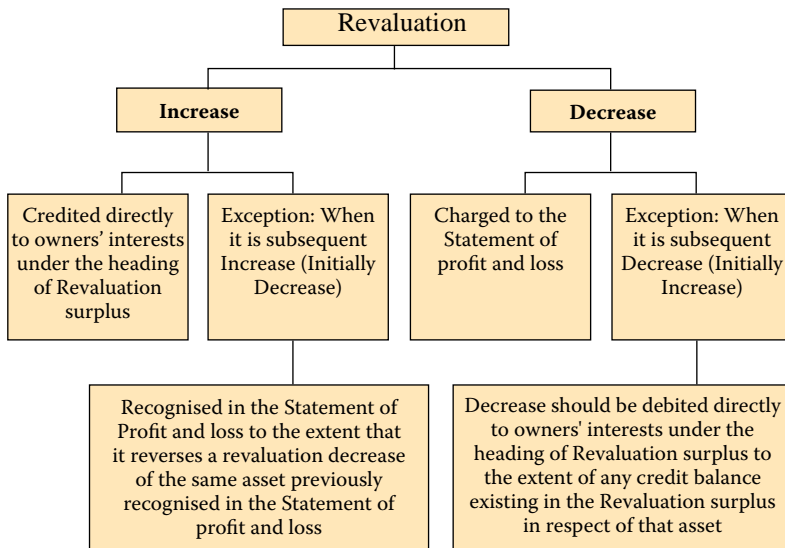 Revaluation
Increase
Decrease
Credited directly
to owners’ interests
under the heading
of Revaluation
surplus
Exception: When
it is subsequent
Increase (Initially
Decrease)
Charged to the
Statement of
profit and loss
Exception: When
it is subsequent
Decrease (Initially
Increase)
Recognised in the Statement of
Profit and loss to the extent that
it reverses a revaluation decrease
of the same asset previously
recognised in the Statement of
profit and loss
Decrease should be debited directly
to owners' interests under the
heading of Revaluation surplus to
the extent of any credit balance
existing in the Revaluation surplus
in respect of that asset